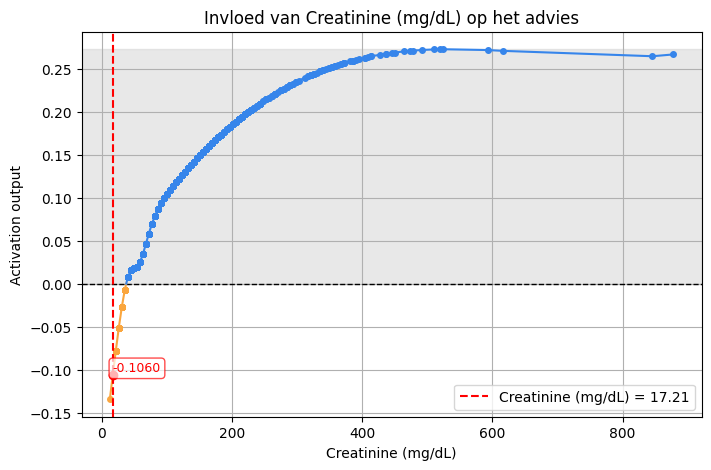 Invloed van Creatinine (mg/dL) op het advies
Activation output
0.25
0.20
0.15
0.10
0.05
0.00
−0.05
−0.10
−0.15
-0.1060
Creatinine (mg/dL) = 17.21
0 200 400 600 800
Creatinine (mg/dL)